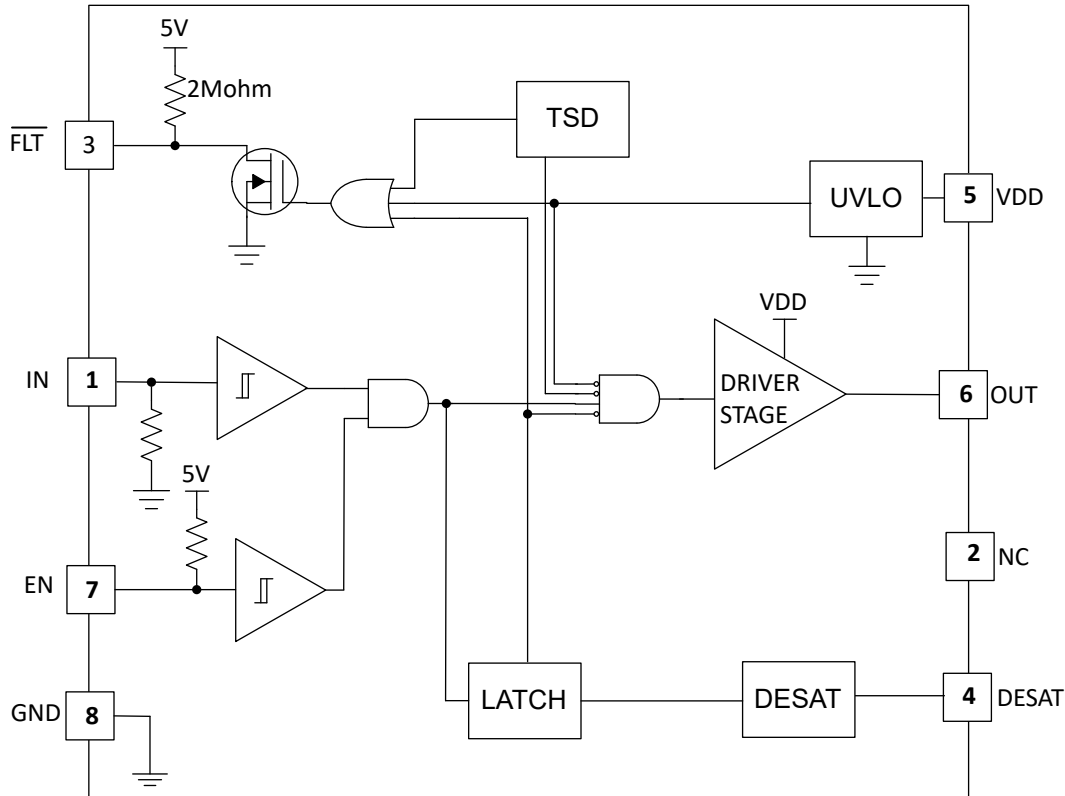 5V
2Mohm
FLT
3
TSD
UVLO
5
VDD
VDD
IN
1
DRIVER
STAGE
6
OUT
5V
2
NC
EN
7
LATCH
DESAT
4
DESAT
GND
8